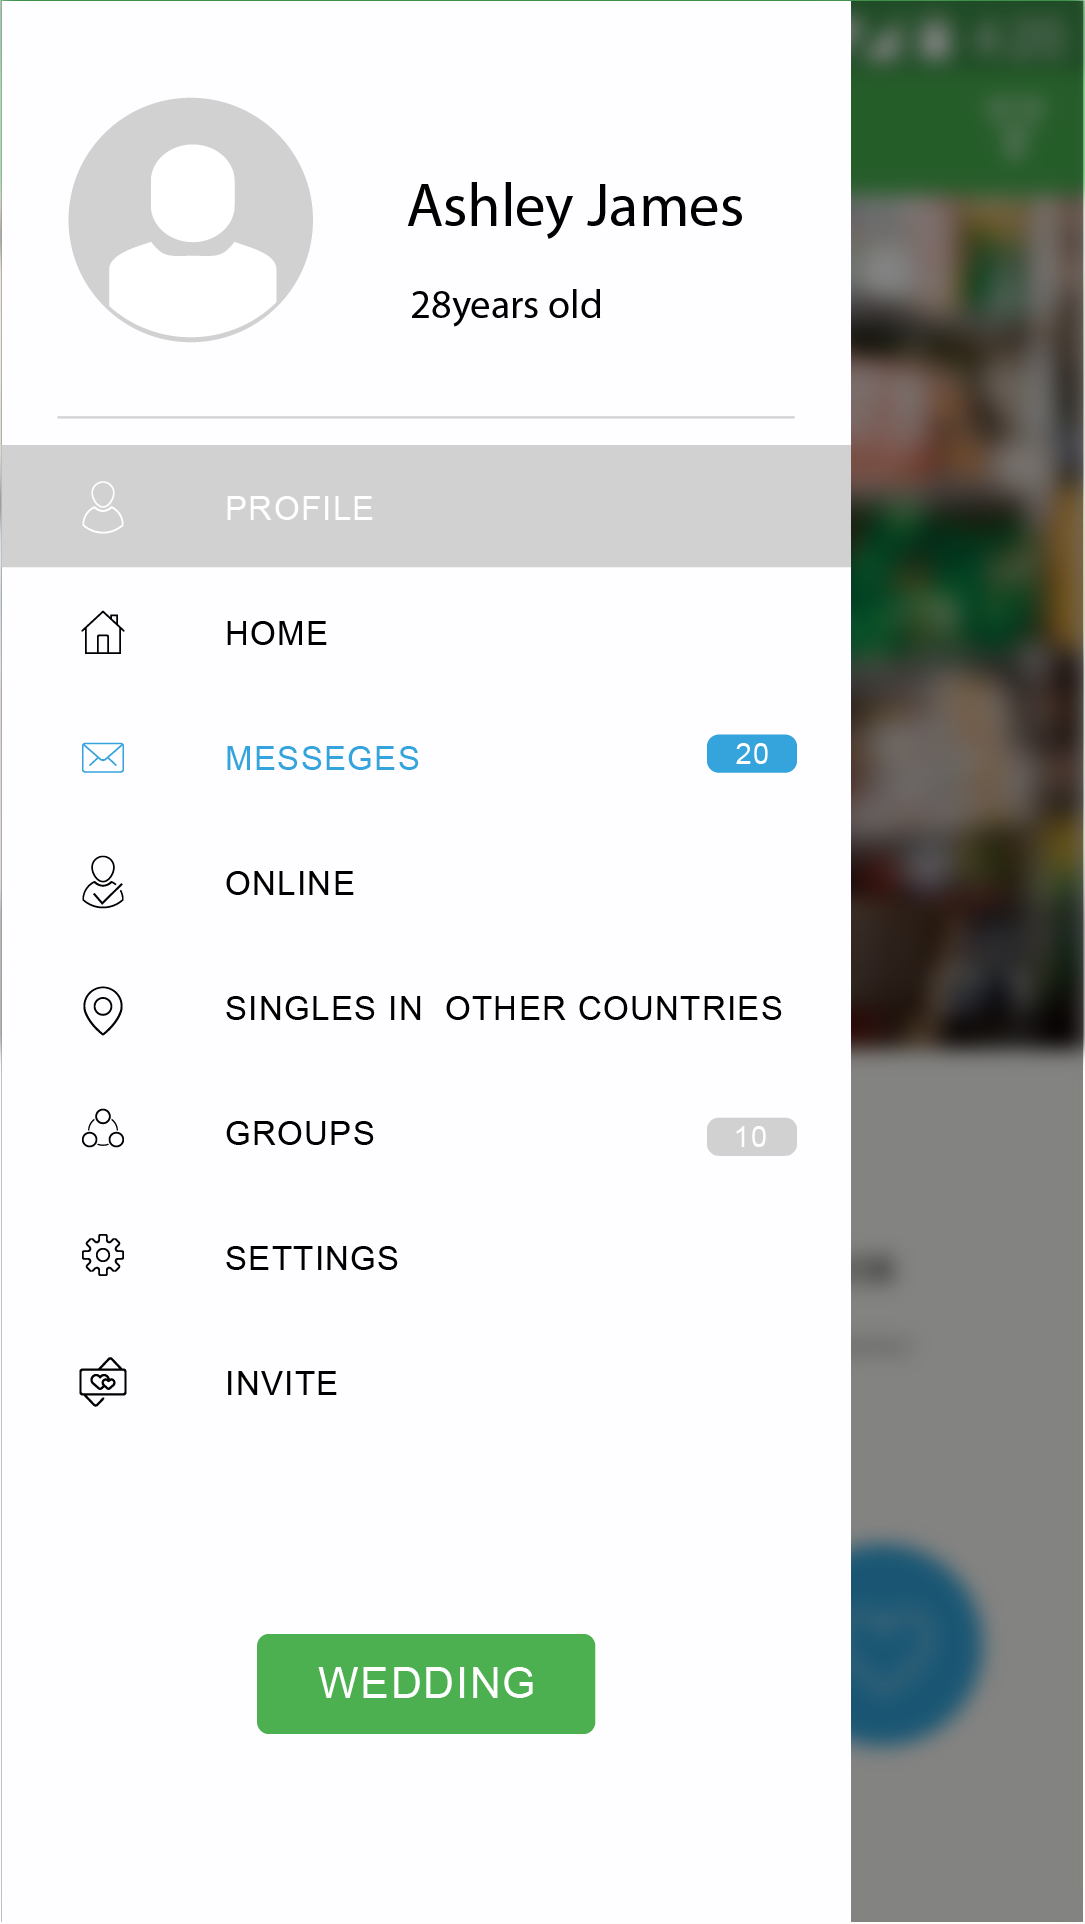 Ashley James
28years old
PROFILE
HOME
MESSEGES
20
ONLINE
SINGLES IN  OTHER COUNTRIES
GROUPS
10
SETTINGS
INVITE
WEDDING